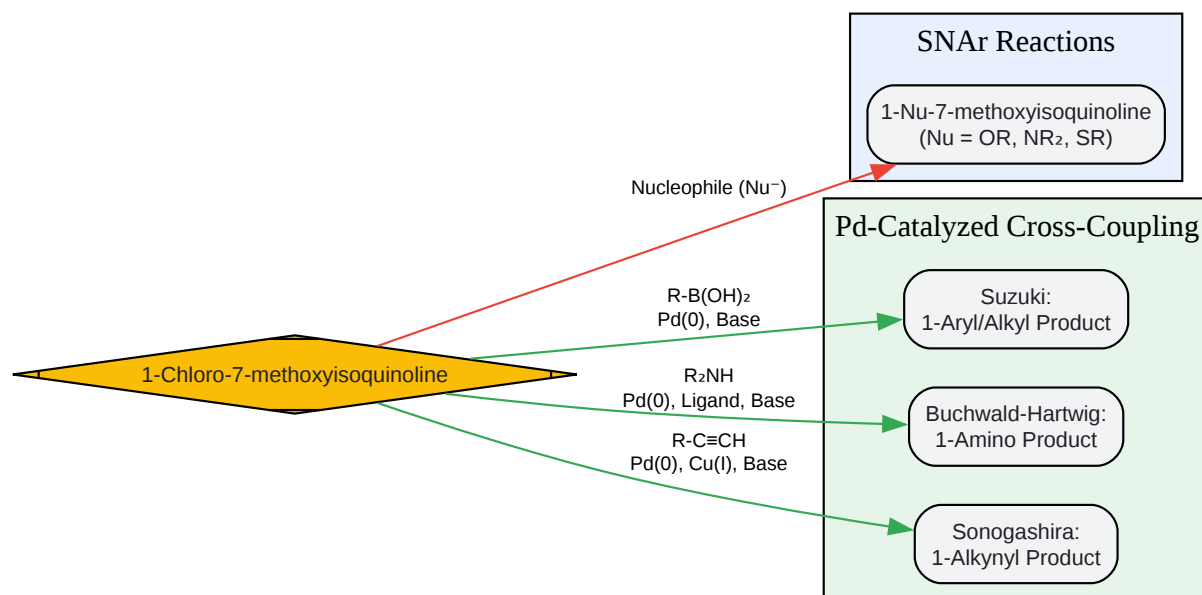 SNAr Reactions
1-Nu-7-methoxyisoquinoline
(Nu = OR, NR₂, SR)
Nucleophile (Nu⁻)
Pd-Catalyzed Cross-Coupling
R-B(OH)₂
Pd(0), Base
Suzuki:
1-Aryl/Alkyl Product
1-Chloro-7-methoxyisoquinoline
R₂NH
Pd(0), Ligand, Base
Buchwald-Hartwig:
1-Amino Product
R-C≡CH
Pd(0), Cu(I), Base
Sonogashira:
1-Alkynyl Product